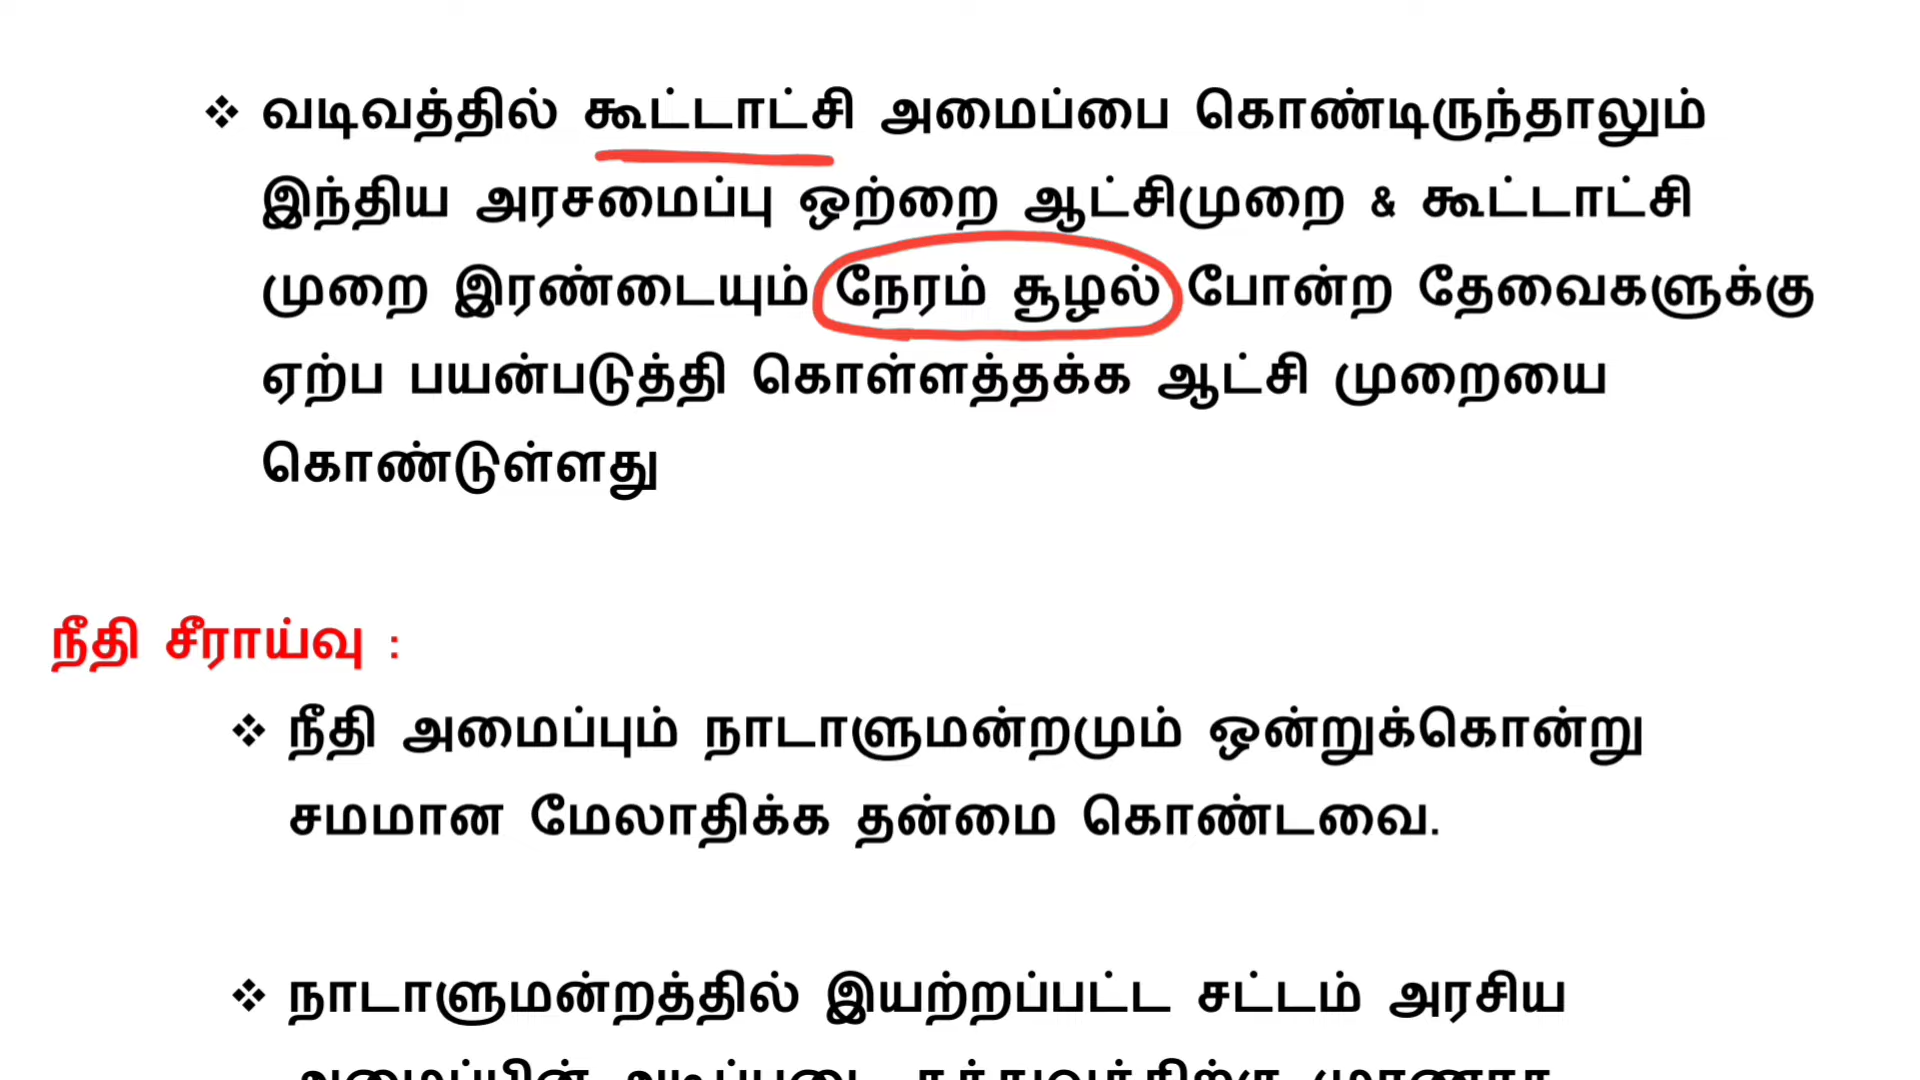 ❖ வடிவத்தில் கூட்டாட்சி அமைப்பை கொண்டிருந்தாலும்
இந்திய அரசமைப்பு ஒற்றை ஆட்சிமுறை & கூட்டாட்சி
முறை இரண்டையும் நேரம் சூழல் போன்ற தேவைகளுக்கு
ஏற்ப பயன்படுத்தி கொள்ளத்தக்க ஆட்சி முறையை
கொண்டுள்ளது
நீதி சீராய்வு :
❖ நீதி அமைப்பும் நாடாளுமன்றமும் ஒன்றுக்கொன்று
சமமான மேலாதிக்க தன்மை கொண்டவை.
❖ நாடாளுமன்றத்தில் இயற்றப்பட்ட சட்டம் அரசிய